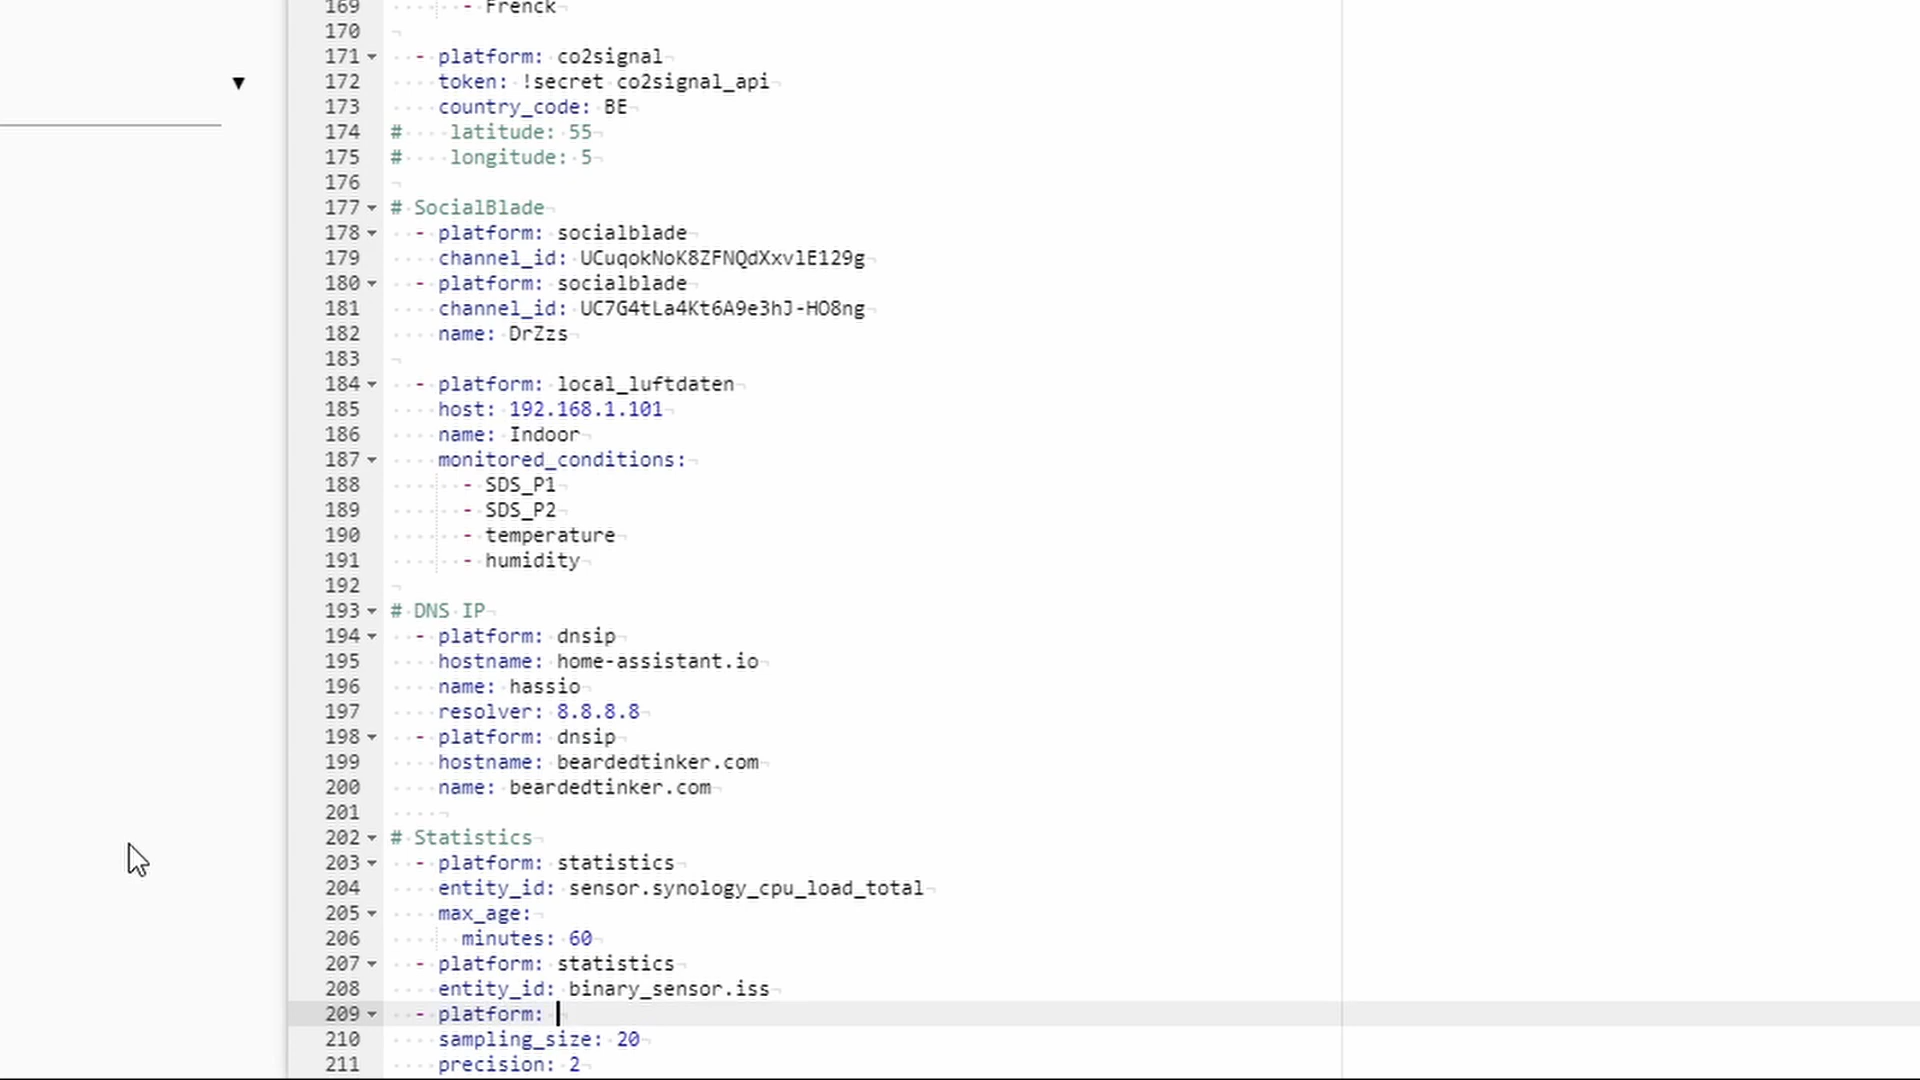 169 - Frenck
170
171 - platform: co2signal
172 token: !secret co2signal_api
173 country_code: BE
174 # latitude: 55
175 # longitude: 5
176
177 # SocialBlade
178 - platform: socialblade
179 channel_id: UCuqokNoK8ZFNQdXxvlE129g
180 - platform: socialblade
181 channel_id: UC7G4tLa4Kt6A9e3hJ-HO8ng
182 name: DrZzs
183
184 - platform: local_luftdaten
185 host: 192.168.1.101
186 name: Indoor
187 monitored_conditions:
188 - SDS_P1
189 - SDS_P2
190 - temperature
191 - humidity
192
193 # DNS IP
194 - platform: dnsip
195 hostname: home-assistant.io
196 name: hassio
197 resolver: 8.8.8.8
198 - platform: dnsip
199 hostname: beardedtinker.com
200 name: beardedtinker.com
201
202 # Statistics
203 - platform: statistics
204 entity_id: sensor.synology_cpu_load_total
205 max_age:
206 minutes: 60
207 - platform: statistics
208 entity_id: binary_sensor.iss
209 - platform:
210 sampling_size: 20
211 precision: 2